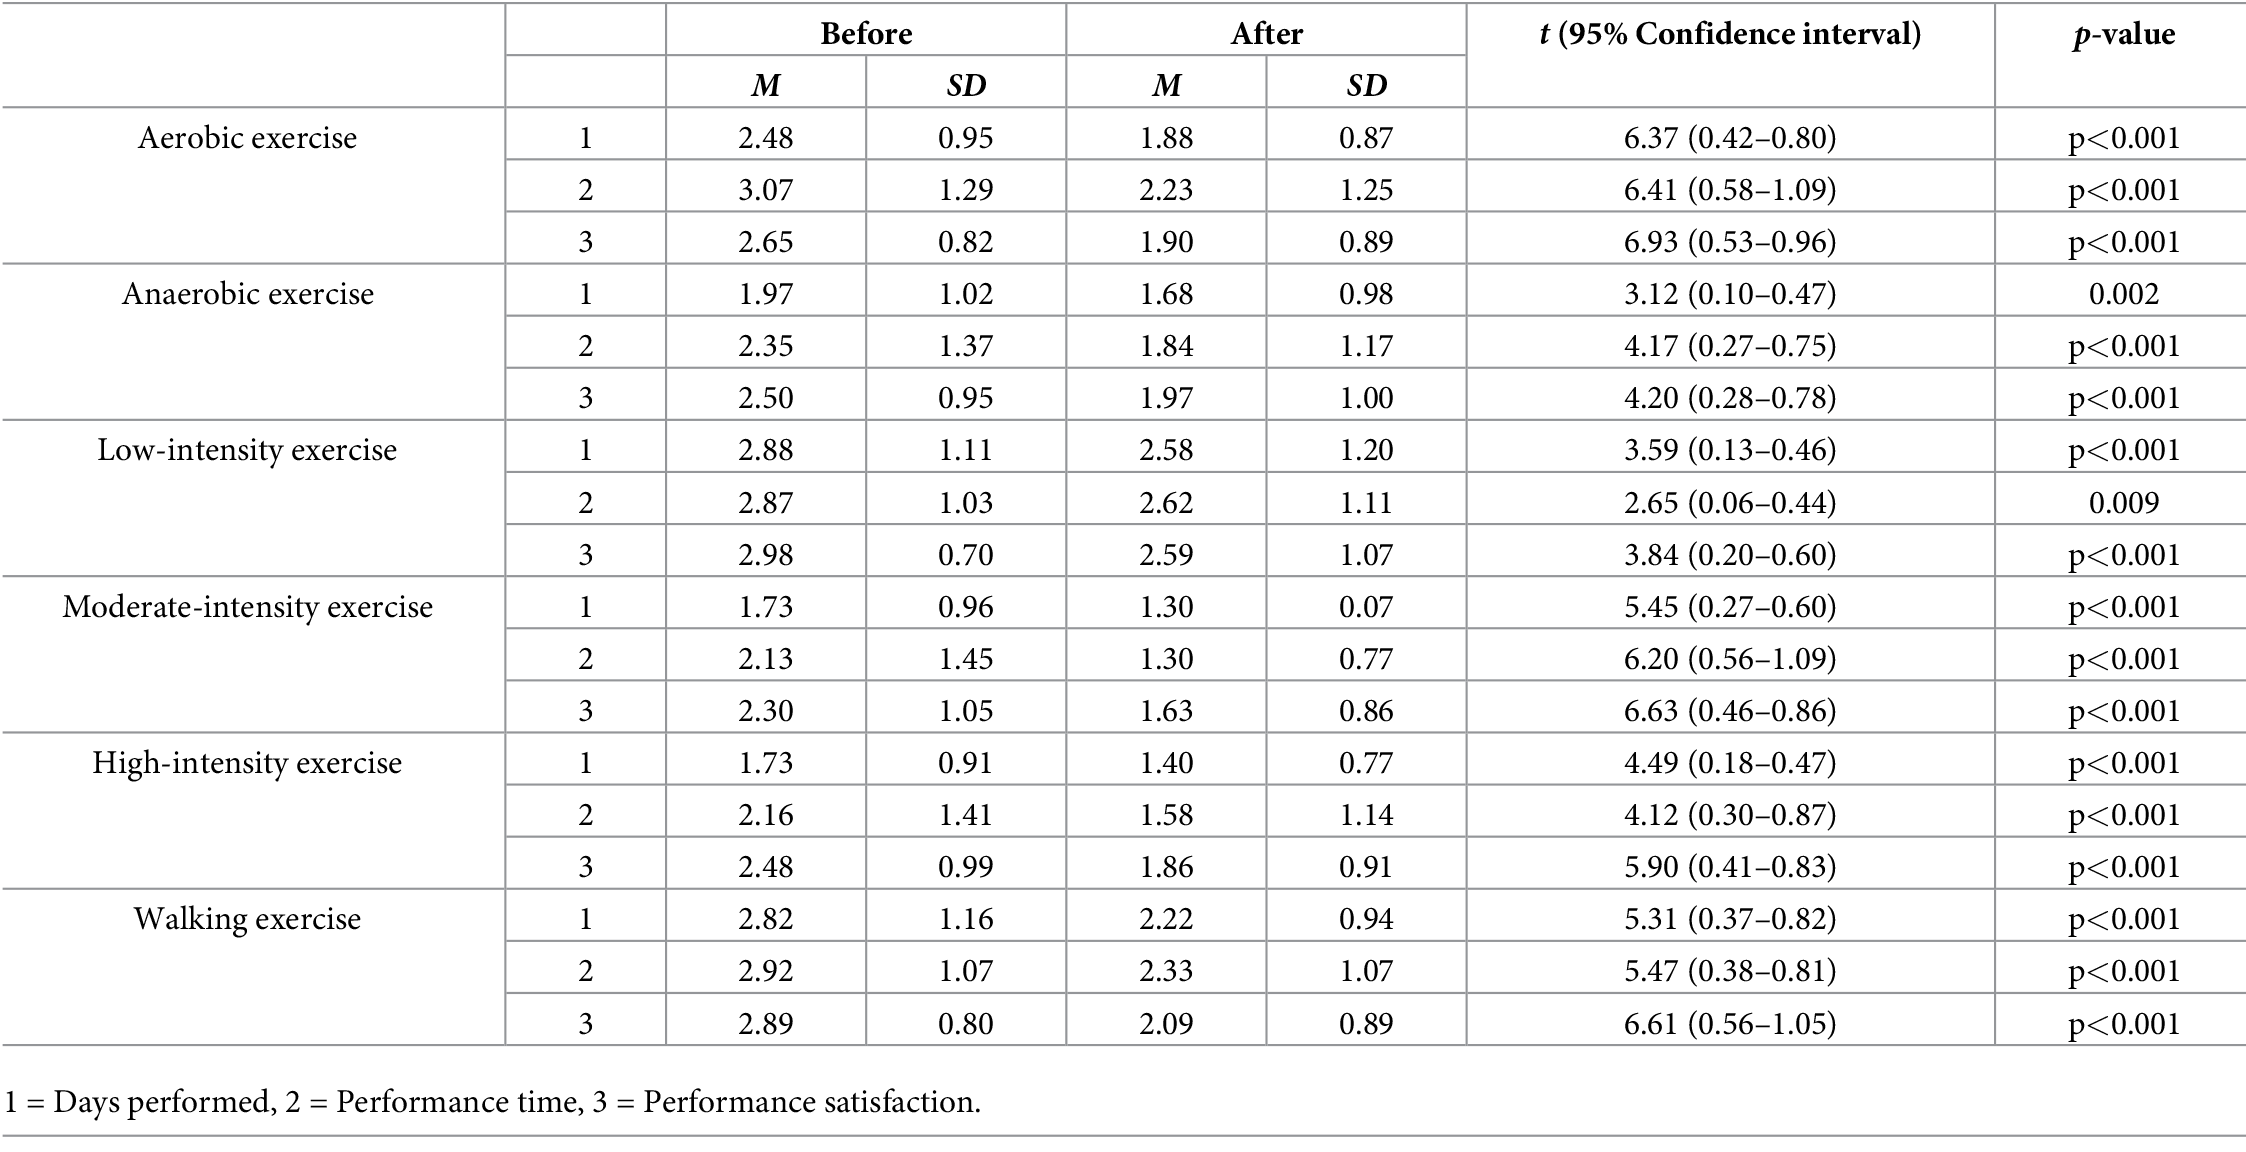 Before After t (95% Confidence interval) p-value
M SD M SD
Aerobic exercise 1 2.48 0.95 1.88 0.87 6.37 (0.42–0.80) p<0.001
2 3.07 1.29 2.23 1.25 6.41 (0.58–1.09) p<0.001
3 2.65 0.82 1.90 0.89 6.93 (0.53–0.96) p<0.001
Anaerobic exercise 1 1.97 1.02 1.68 0.98 3.12 (0.10–0.47) 0.002
2 2.35 1.37 1.84 1.17 4.17 (0.27–0.75) p<0.001
3 2.50 0.95 1.97 1.00 4.20 (0.28–0.78) p<0.001
Low-intensity exercise 1 2.88 1.11 2.58 1.20 3.59 (0.13–0.46) p<0.001
2 2.87 1.03 2.62 1.11 2.65 (0.06–0.44) 0.009
3 2.98 0.70 2.59 1.07 3.84 (0.20–0.60) p<0.001
Moderate-intensity exercise 1 1.73 0.96 1.30 0.07 5.45 (0.27–0.60) p<0.001
2 2.13 1.45 1.30 0.77 6.20 (0.56–1.09) p<0.001
3 2.30 1.05 1.63 0.86 6.63 (0.46–0.86) p<0.001
High-intensity exercise 1 1.73 0.91 1.40 0.77 4.49 (0.18–0.47) p<0.001
2 2.16 1.41 1.58 1.14 4.12 (0.30–0.87) p<0.001
3 2.48 0.99 1.86 0.91 5.90 (0.41–0.83) p<0.001
Walking exercise 1 2.82 1.16 2.22 0.94 5.31 (0.37–0.82) p<0.001
2 2.92 1.07 2.33 1.07 5.47 (0.38–0.81) p<0.001
3 2.89 0.80 2.09 0.89 6.61 (0.56–1.05) p<0.001
1 = Days performed, 2 = Performance time, 3 = Performance satisfaction.